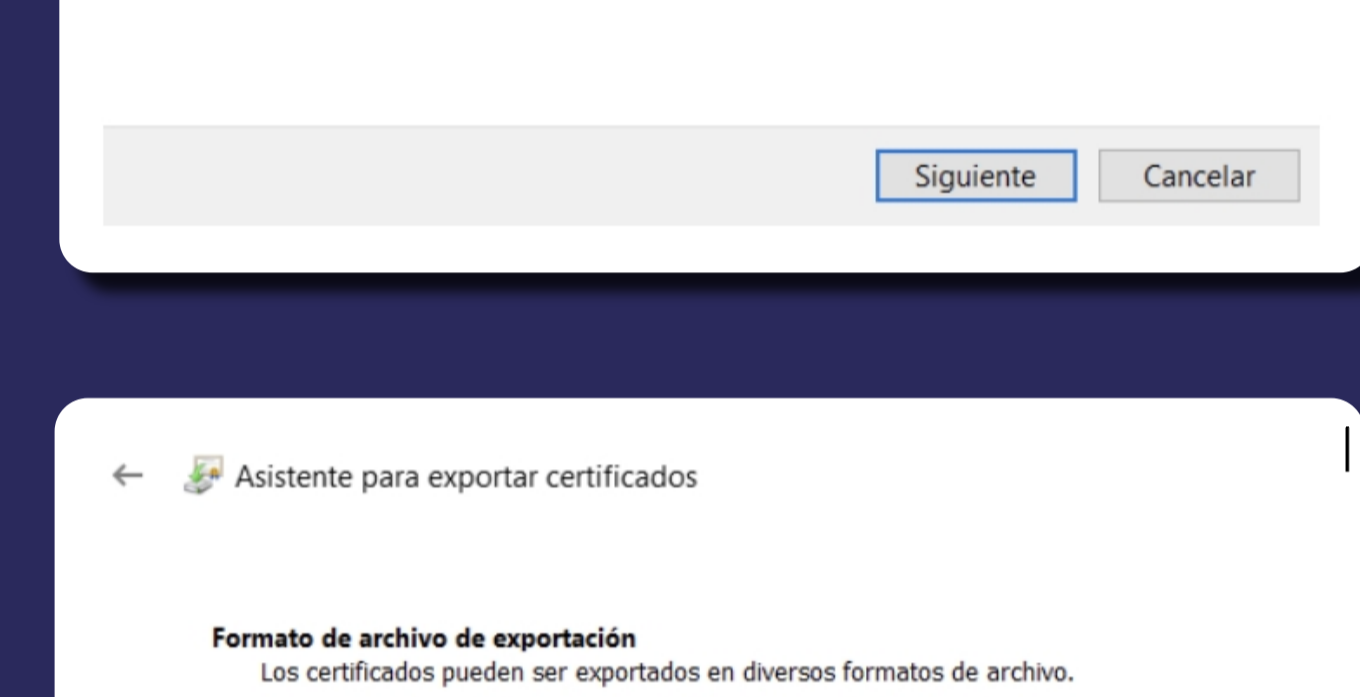 Siguiente Cancelar
Asistente para exportar certificados
Formato de archivo de exportación
Los certificados pueden ser exportados en diversos formatos de archivo.